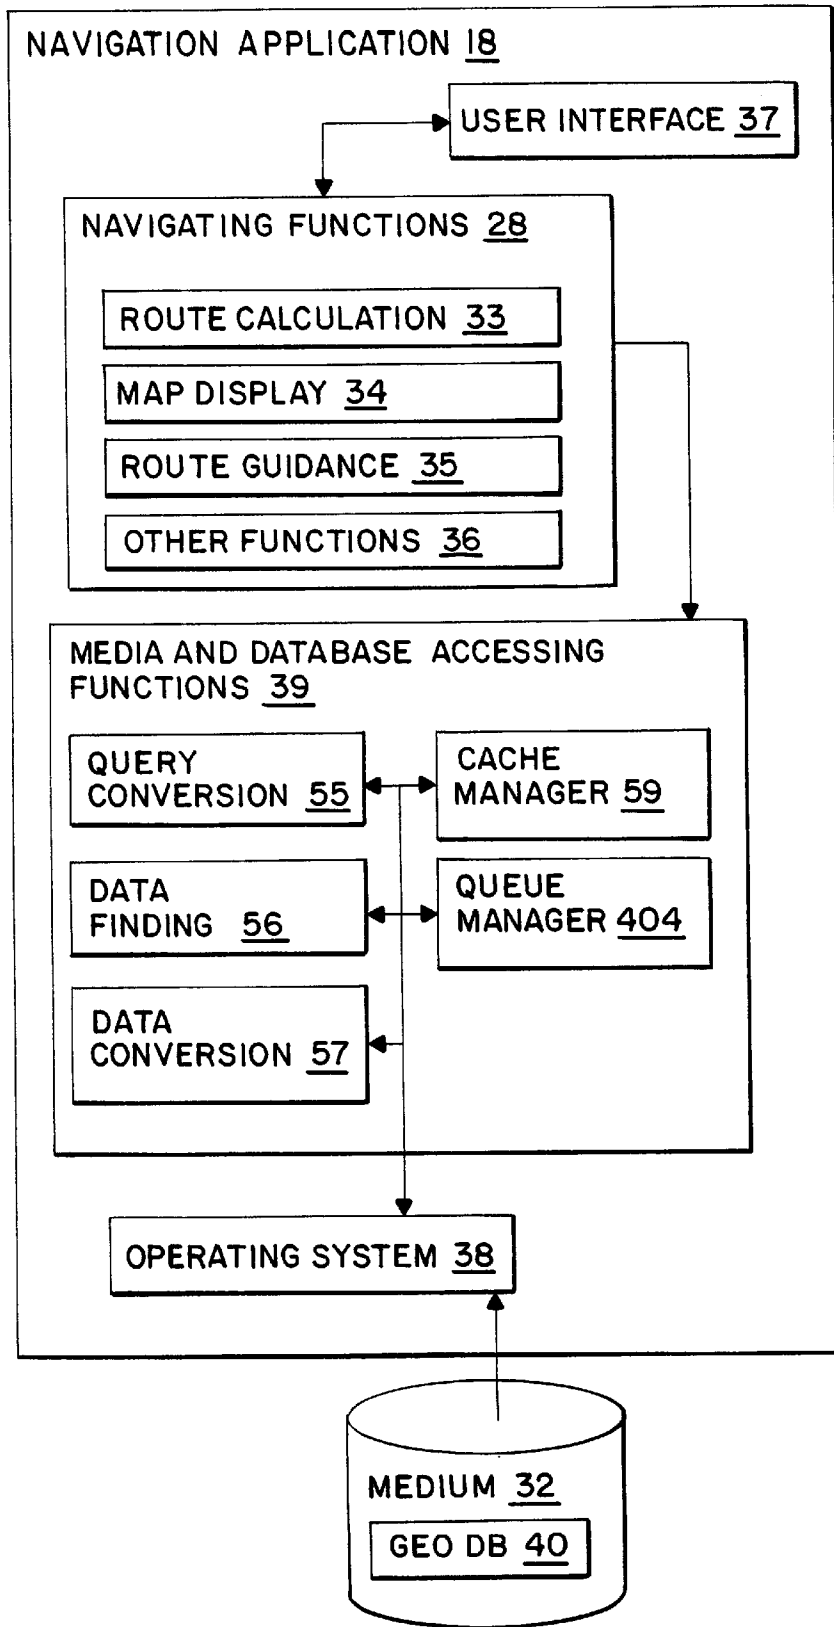 NAVIGATION APPLICATION 18
USER INTERFACE 37
NAVIGATING FUNCTIONS 28
ROUTE CALCULATION 33
MAP DISPLAY 34
ROUTE GUIDANCE 35
OTHER FUNCTIONS 36
MEDIA AND DATABASE ACCESSING
FUNCTIONS 39
QUERY
CONVERSION 55
CACHE
MANAGER 59
DATA
FINDING 56
QUEUE
MANAGER 404
DATA
CONVERSION 57
OPERATING SYSTEM 38
MEDIUM 32
GEO DB 40